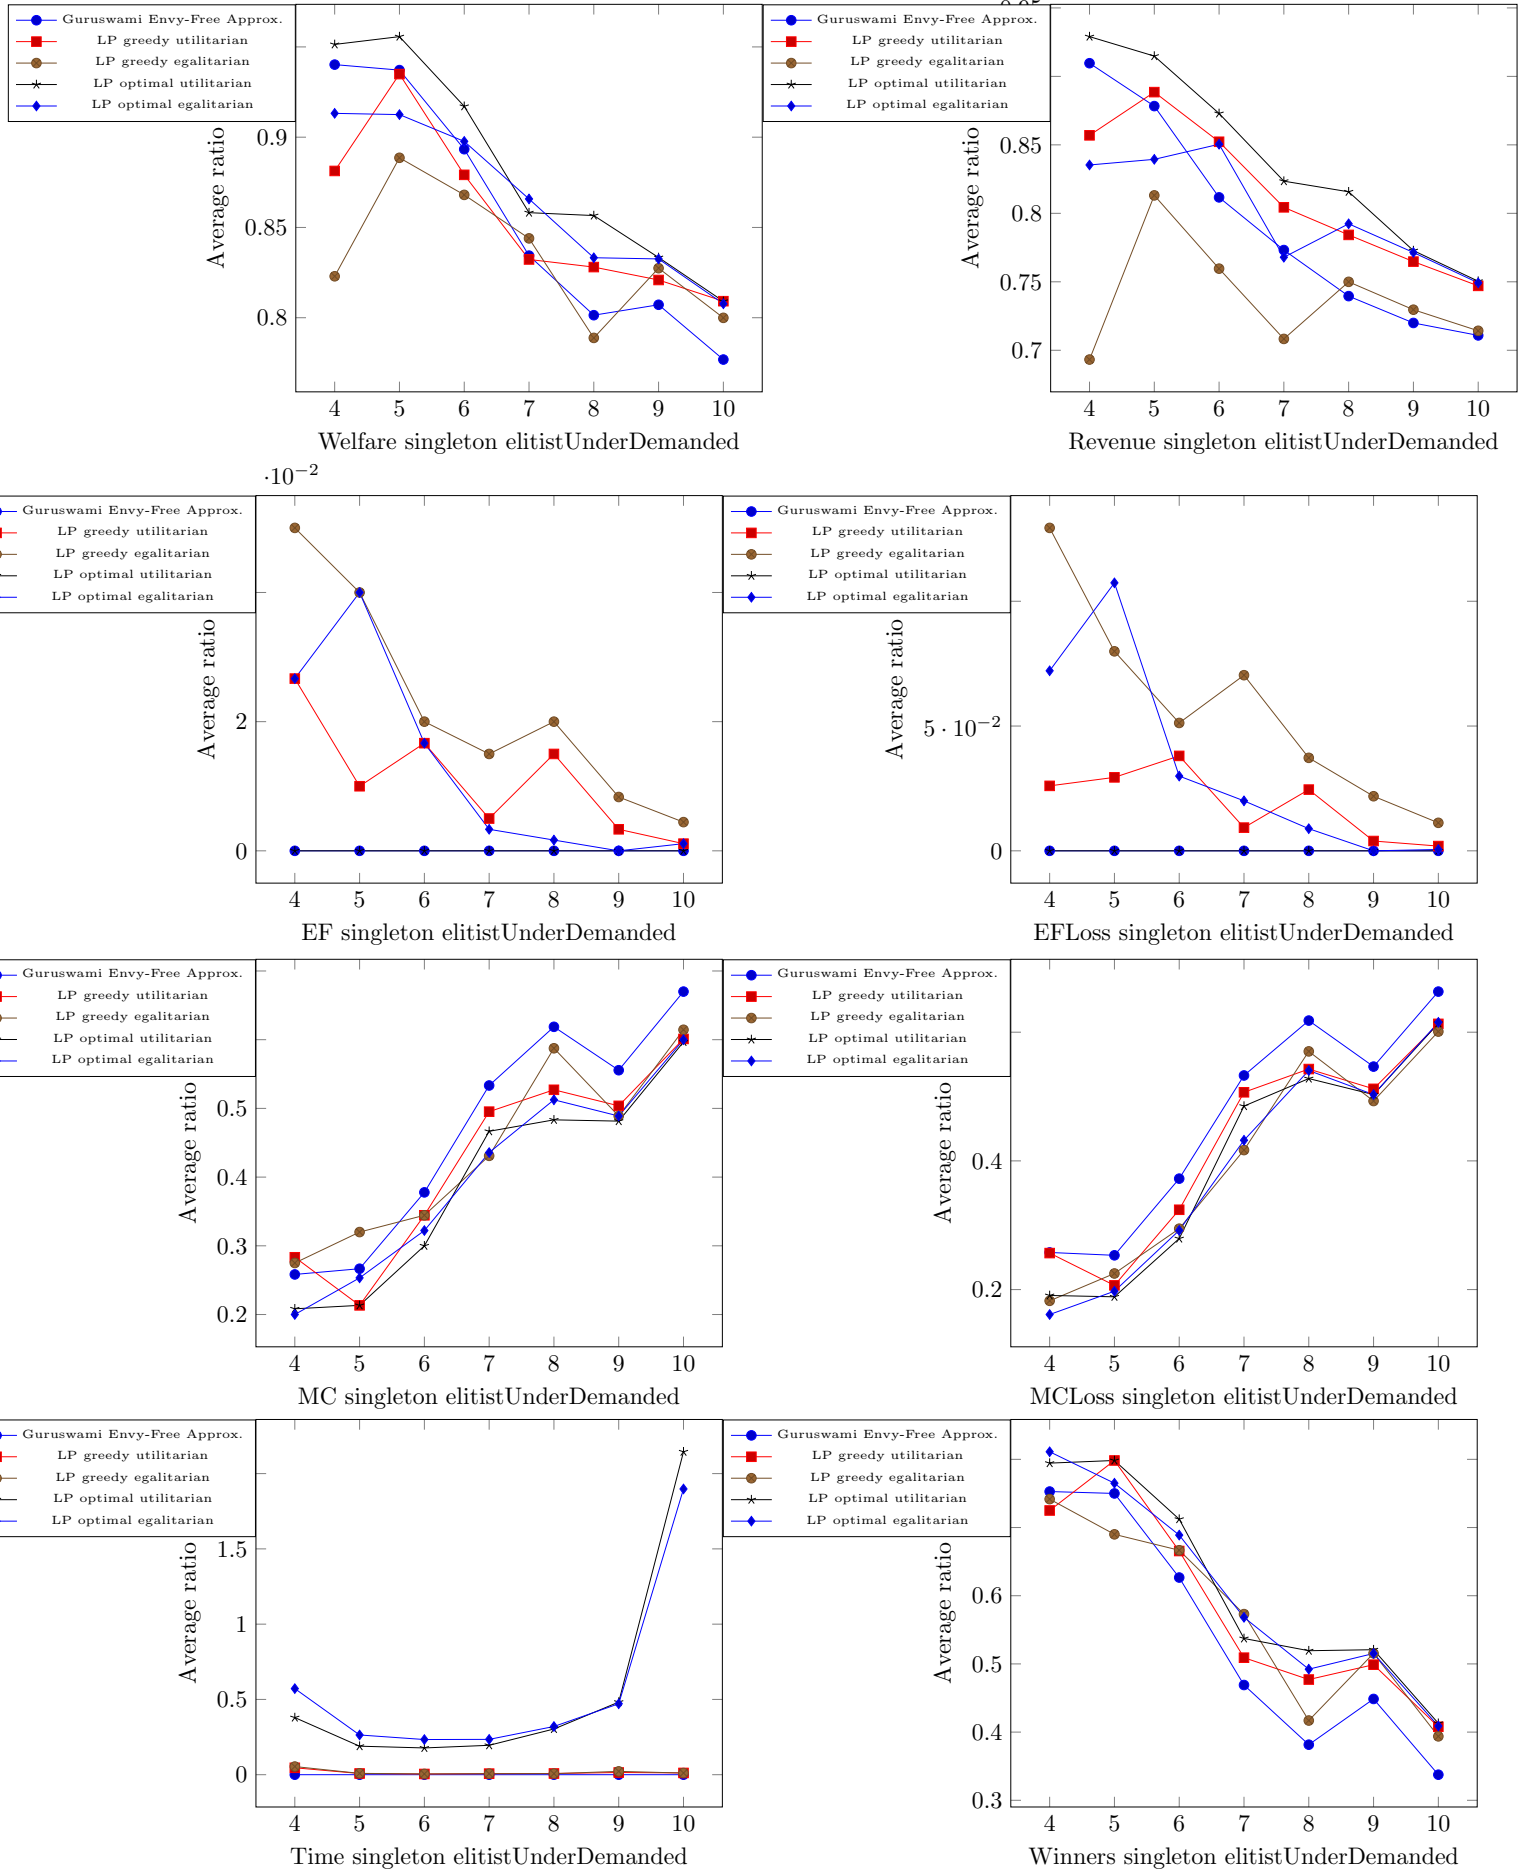 Guruswami Envy-Free Approx.
LP greedy utilitarian
LP greedy egalitarian
LP optimal utilitarian
LP optimal egalitarian
0.9
0.85
0.8
Average ratio
4 5 6 7 8 9 10
Welfare singleton elitistUnderDemanded
Guruswami Envy-Free Approx.
LP greedy utilitarian
LP greedy egalitarian
LP optimal utilitarian
LP optimal egalitarian
0.85
0.8
0.75
0.7
Average ratio
4 5 6 7 8 9 10
Revenue singleton elitistUnderDemanded
·10−2
Guruswami Envy-Free Approx.
LP greedy utilitarian
LP greedy egalitarian
LP optimal utilitarian
LP optimal egalitarian
2
0
Average ratio
4 5 6 7 8 9 10
EF singleton elitistUnderDemanded
Guruswami Envy-Free Approx.
LP greedy utilitarian
LP greedy egalitarian
LP optimal utilitarian
LP optimal egalitarian
5 · 10−2
0
Average ratio
4 5 6 7 8 9 10
EFLoss singleton elitistUnderDemanded
Guruswami Envy-Free Approx.
LP greedy utilitarian
LP greedy egalitarian
LP optimal utilitarian
LP optimal egalitarian
0.5
0.4
0.3
0.2
Average ratio
4 5 6 7 8 9 10
MC singleton elitistUnderDemanded
Guruswami Envy-Free Approx.
LP greedy utilitarian
LP greedy egalitarian
LP optimal utilitarian
LP optimal egalitarian
0.4
0.2
Average ratio
4 5 6 7 8 9 10
MCLoss singleton elitistUnderDemanded
Guruswami Envy-Free Approx.
LP greedy utilitarian
LP greedy egalitarian
LP optimal utilitarian
LP optimal egalitarian
1.5
1
0.5
0
Average ratio
4 5 6 7 8 9 10
Time singleton elitistUnderDemanded
Guruswami Envy-Free Approx.
LP greedy utilitarian
LP greedy egalitarian
LP optimal utilitarian
LP optimal egalitarian
0.6
0.5
0.4
0.3
Average ratio
4 5 6 7 8 9 10
Winners singleton elitistUnderDemanded